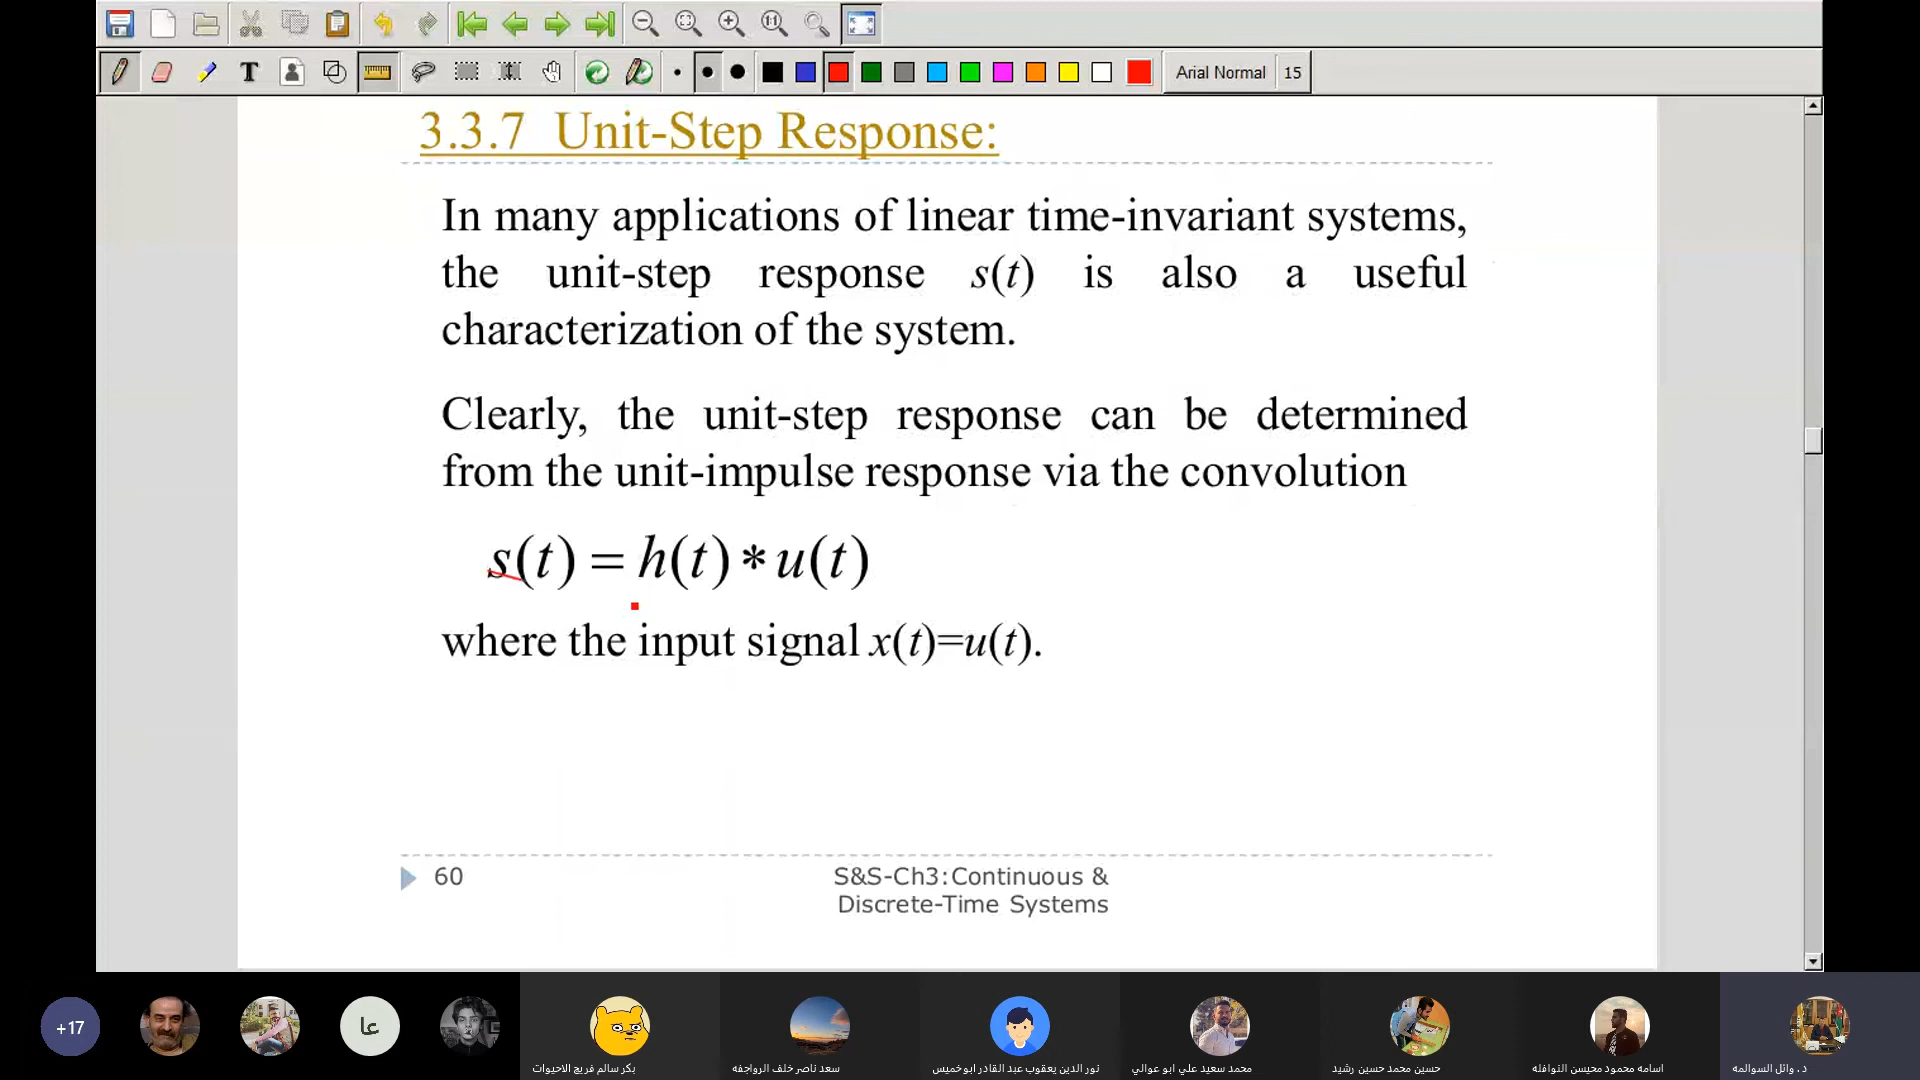 Arial Normal 15
3.3.7 Unit-Step Response:
In many applications of linear time-invariant systems,
the unit-step response s(t) is also a useful
characterization of the system.
Clearly, the unit-step response can be determined
from the unit-impulse response via the convolution
s(t) = h(t) * u(t)
where the input signal x(t)=u(t).
60
S&S-Ch3:Continuous &
Discrete-Time Systems
+17
عا
بكر سالم فريج الاحيوات
سعد ناصر خلف الرواجفه
نور الدين يعقوب عبد القادر ابوخميس
محمد سعيد علي ابو عوالي
حسين محمد حسين رشيد
اسامه محمود محيسن النوافله
د. وائل السوالمه